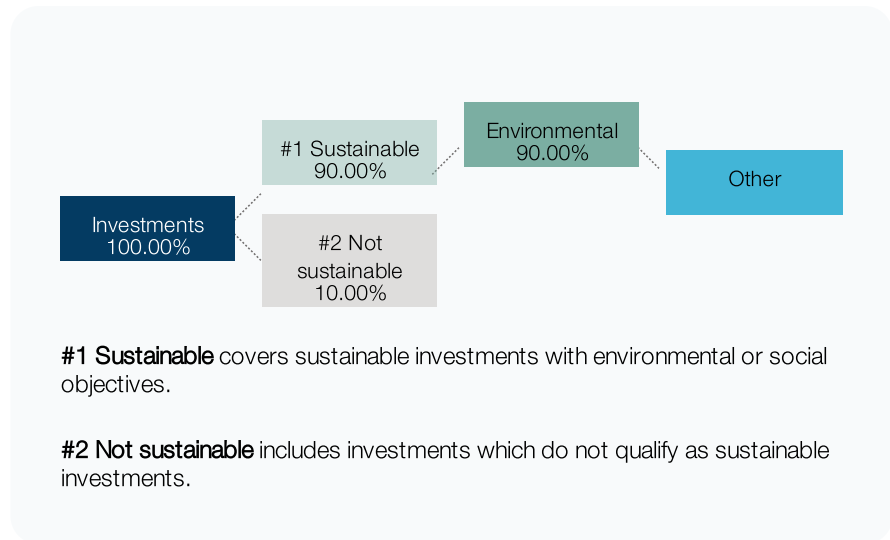 Investments
100.00%
#1 Sustainable
90.00%
#2 Not
sustainable
10.00%
Environmental
90.00%
Other
#1 Sustainable covers sustainable investments with environmental or social
objectives.
#2 Not sustainable includes investments which do not qualify as sustainable
investments.